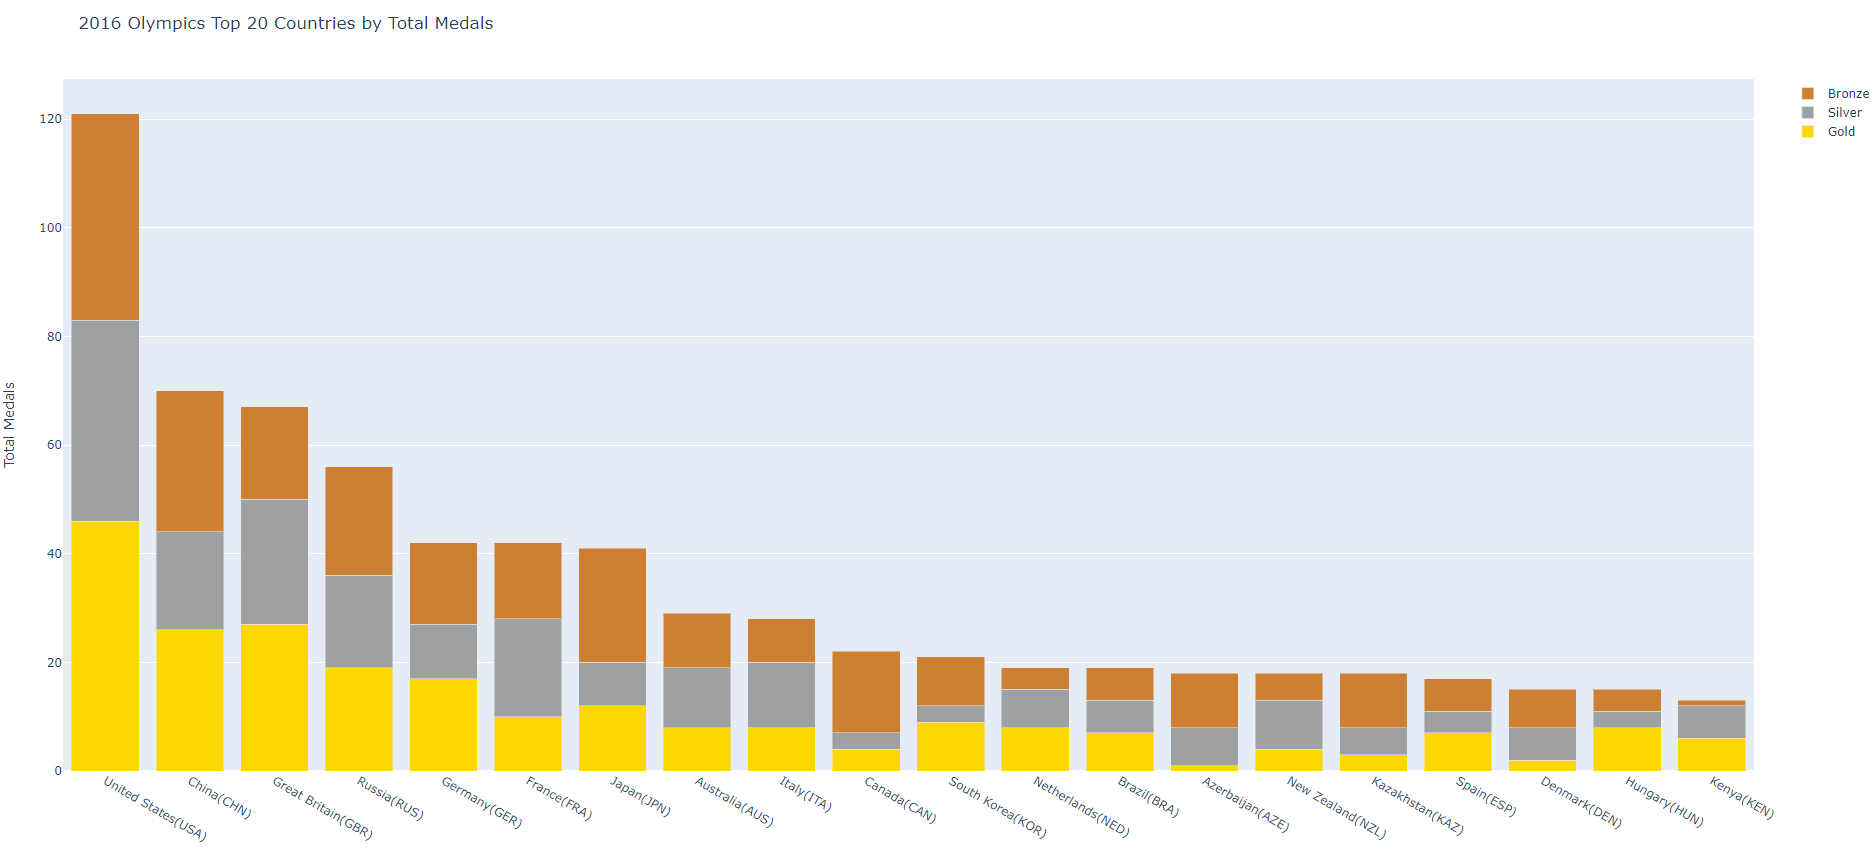 2016 Olympics Top 20 Countries by Total Medals
Bronze
Silver
Gold
Total Medals
120
100
80
60
40
20
0
United States(USA)
China(CHN)
Great Britain(GBR)
Russia(RUS)
Germany(GER)
France(FRA)
Japan(JPN)
Australia(AUS)
Italy(ITA)
Canada(CAN)
South Korea(KOR)
Netherlands(NED)
Brazil(BRA)
Azerbaijan(AZE)
New Zealand(NZL)
Kazakhstan(KAZ)
Spain(ESP)
Denmark(DEN)
Hungary(HUN)
Kenya(KEN)